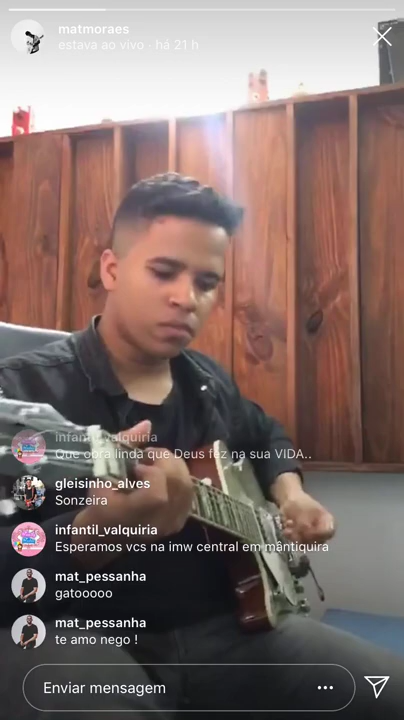 matmoraes
estava ao vivo · há 21 h
infantil_valquiria
Que obra linda que Deus fez na sua VIDA..
gleisinho_alves
Sonzeira
infantil_valquiria
Esperamos vcs na imw central em mântiquira
mat_pessanha
gatooooo
mat_pessanha
te amo nego !
Enviar mensagem